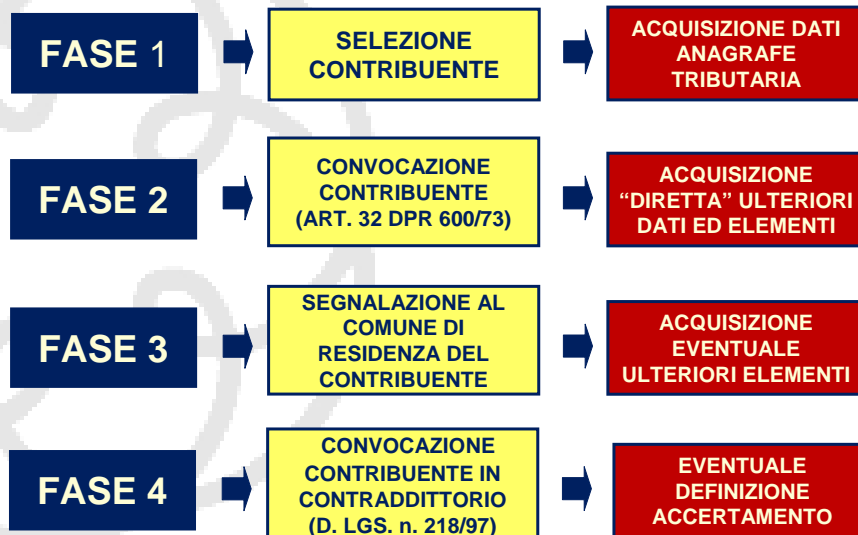 FASE 1
SELEZIONE
CONTRIBUENTE
ACQUISIZIONE DATI
ANAGRAFE
TRIBUTARIA
FASE 2
CONVOCAZIONE
CONTRIBUENTE
(ART. 32 DPR 600/73)
ACQUISIZIONE
“DIRETTA” ULTERIORI
DATI ED ELEMENTI
FASE 3
SEGNALAZIONE AL
COMUNE DI
RESIDENZA DEL
CONTRIBUENTE
ACQUISIZIONE
EVENTUALE
ULTERIORI ELEMENTI
FASE 4
CONVOCAZIONE
CONTRIBUENTE IN
CONTRADDITTORIO
(D. LGS. n. 218/97)
EVENTUALE
DEFINIZIONE
ACCERTAMENTO